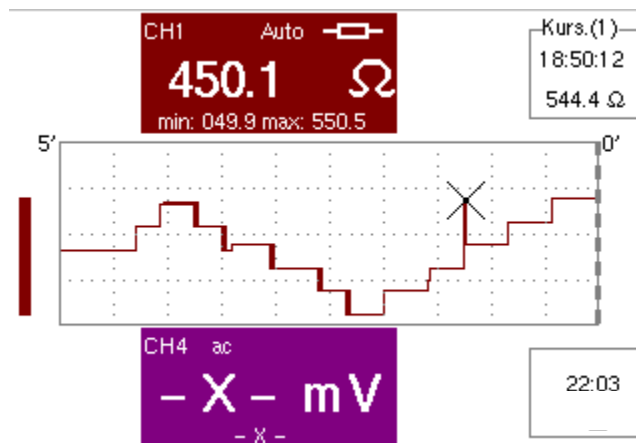 CH1 Auto
450.1 Ω
min: 049.9 max: 550.5
Kurs.(1)
18:50:12
544.4 Ω
5' 0'
CH4 ac
– X – mV
– X –
22:03